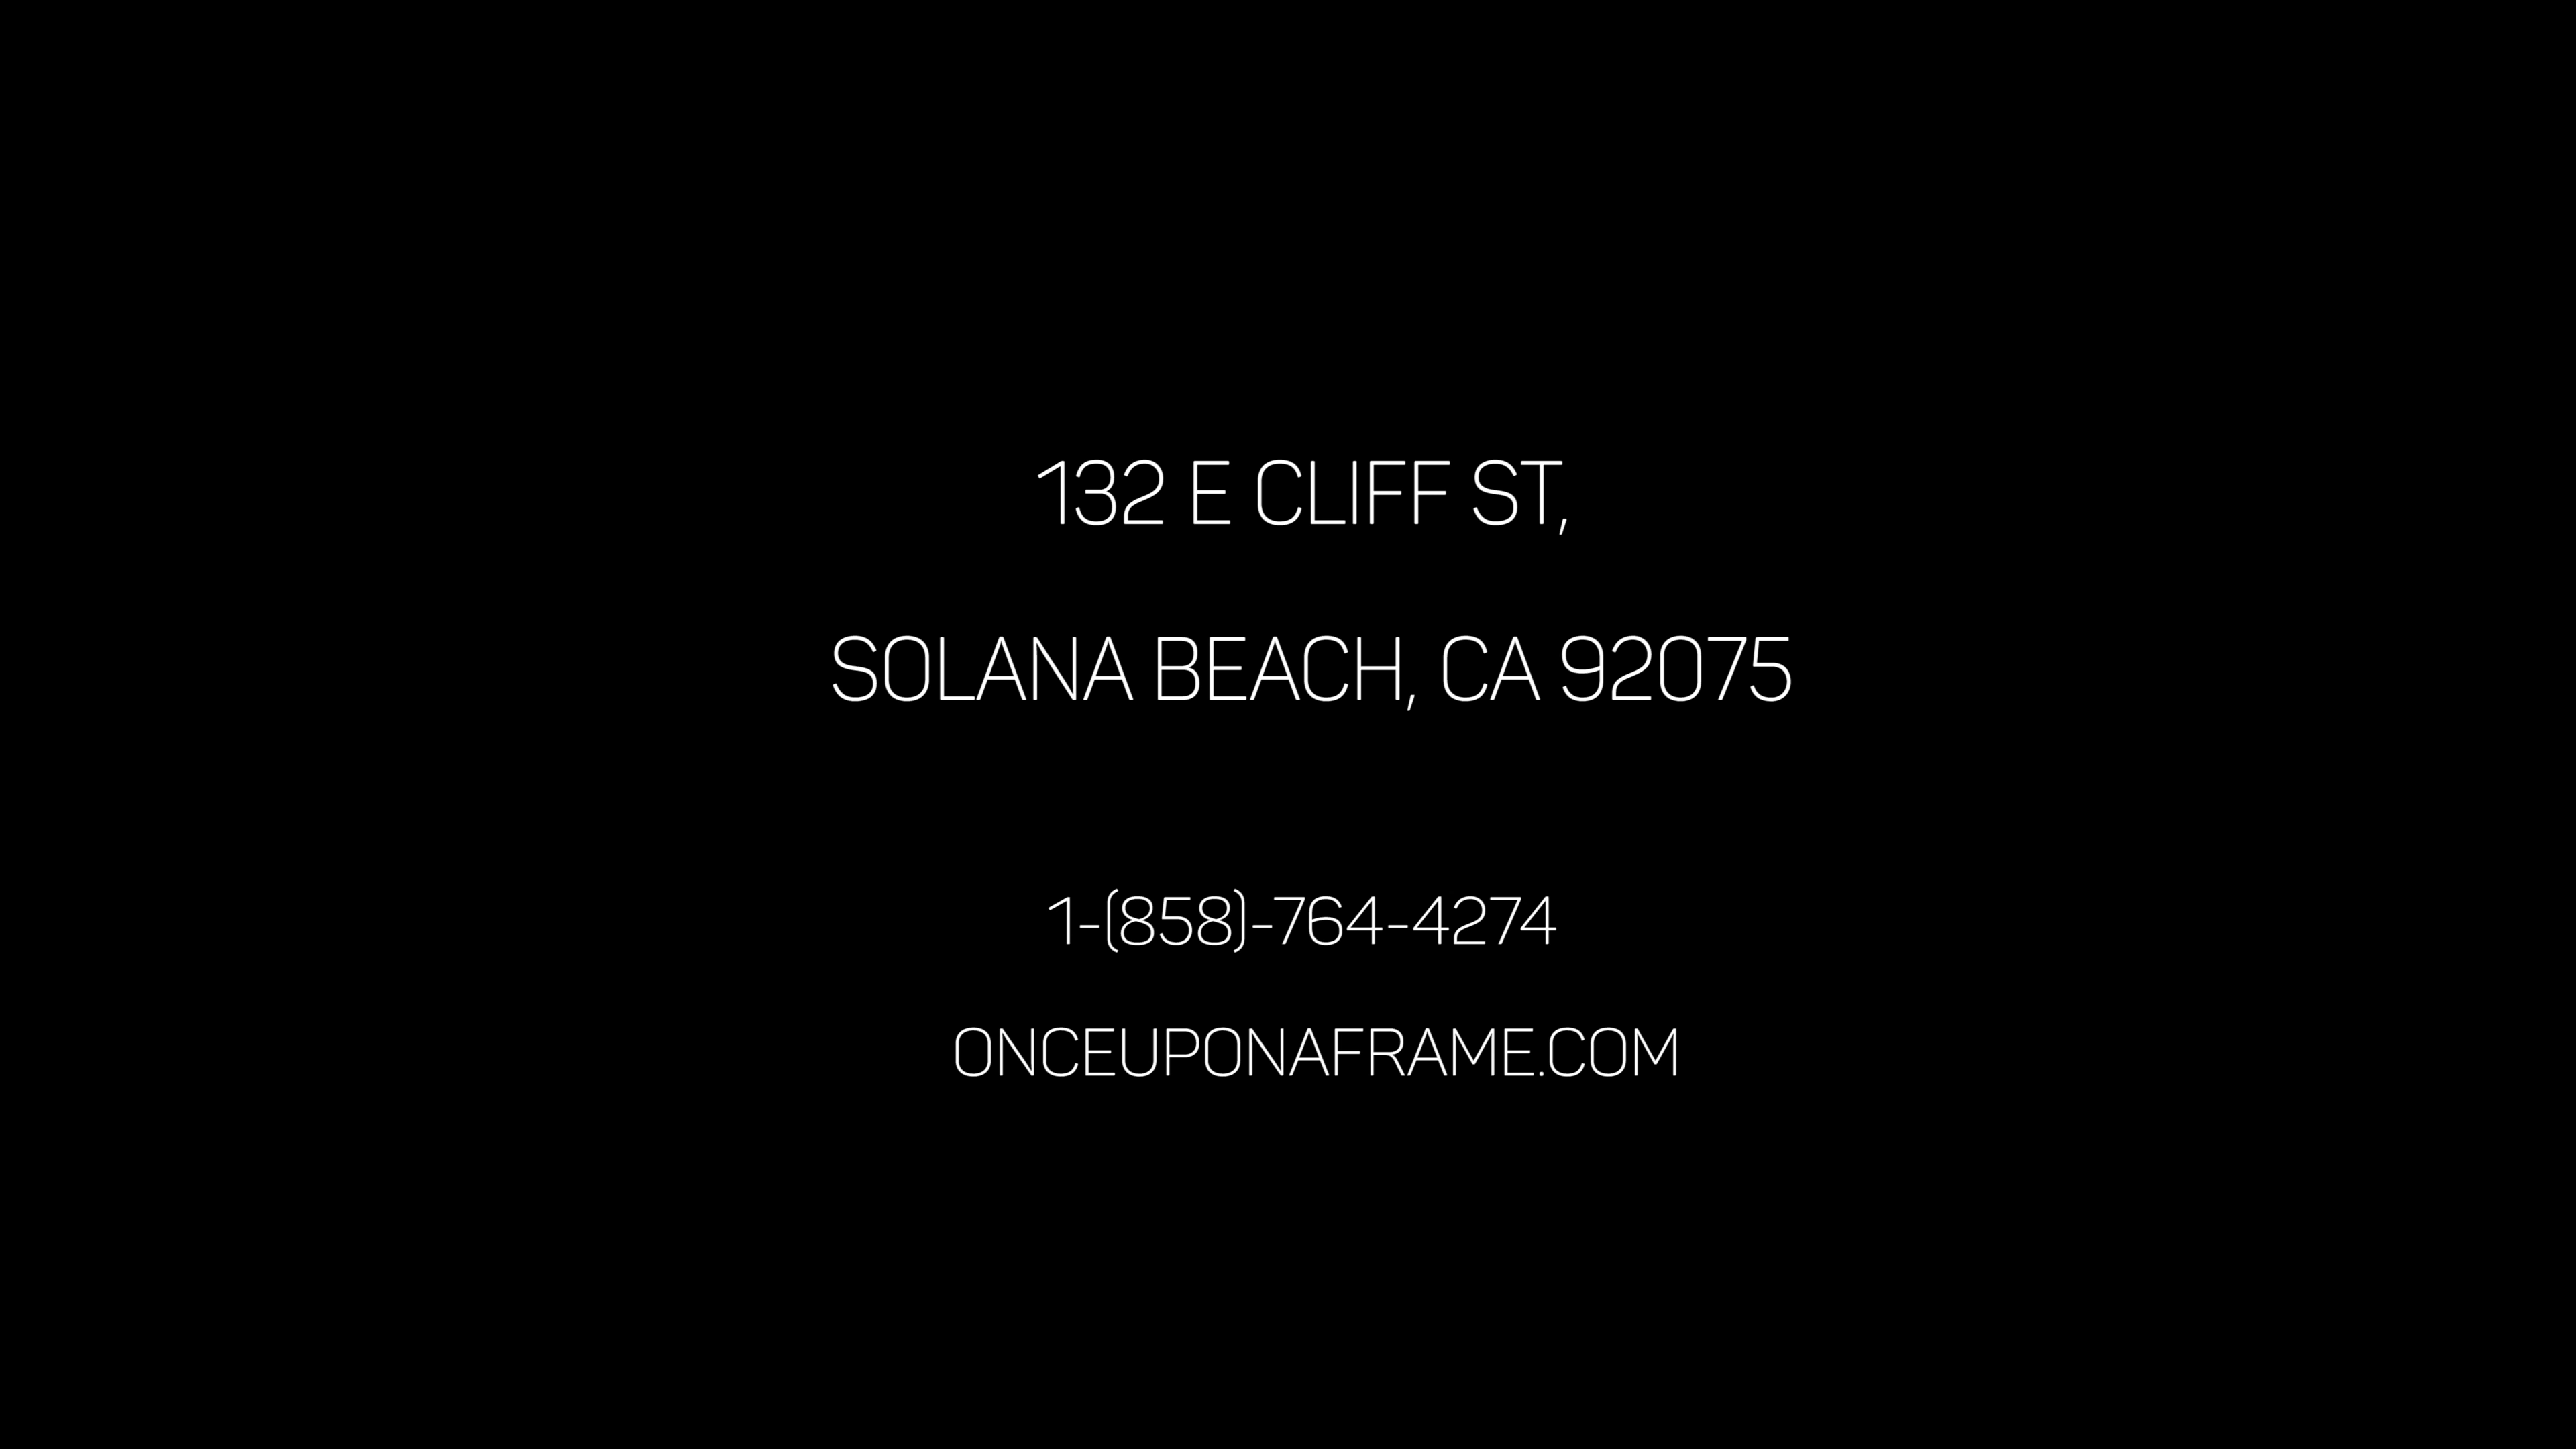 132 E CLIFF ST,
SOLANA BEACH, CA 92075
1-(858)-764-4274
ONCEUPONAFRAME.COM